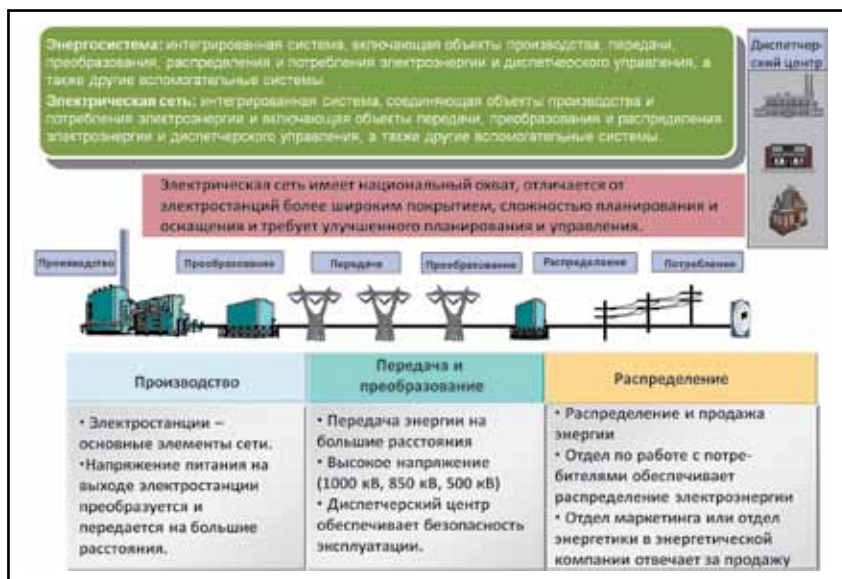 Энергосистема: интегрированная система, включающая объекты производства, передачи,
преобразования, распределения и потребления электроэнергии и диспетчерского управления, а
также другие вспомогательные системы.
Электрическая сеть: интегрированная система, соединяющая объекты производства и
потребления электроэнергии и включающая объекты передачи, преобразования и распределения
электроэнергии и диспетчерского управления, а также другие вспомогательные системы.
Диспетчер-
ский центр
Электрическая сеть имеет национальный охват, отличается от
электростанций более широким покрытием, сложностью планирования и
оснащения и требует улучшенного планирования и управления.
Производство
Преобразование
Передача
Преобразование
Распределение
Потребление
Производство
• Электростанции –
основные элементы сети.
•Напряжение питания на
выходе электростанции
преобразуется и
передается на большие
расстояния.
Передача и
преобразование
• Передача энергии на
большие расстояния
• Высокое напряжение
(1000 кВ, 850 кВ, 500 кВ)
• Диспетчерский центр
обеспечивает безопасность
эксплуатации.
Распределение
• Распределение и продажа
энергии
• Отдел по работе с потре-
бителями обеспечивает
распределение электроэнергии
• Отдел маркетинга или отдел
энергетики в энергетической
компании отвечает за продажу